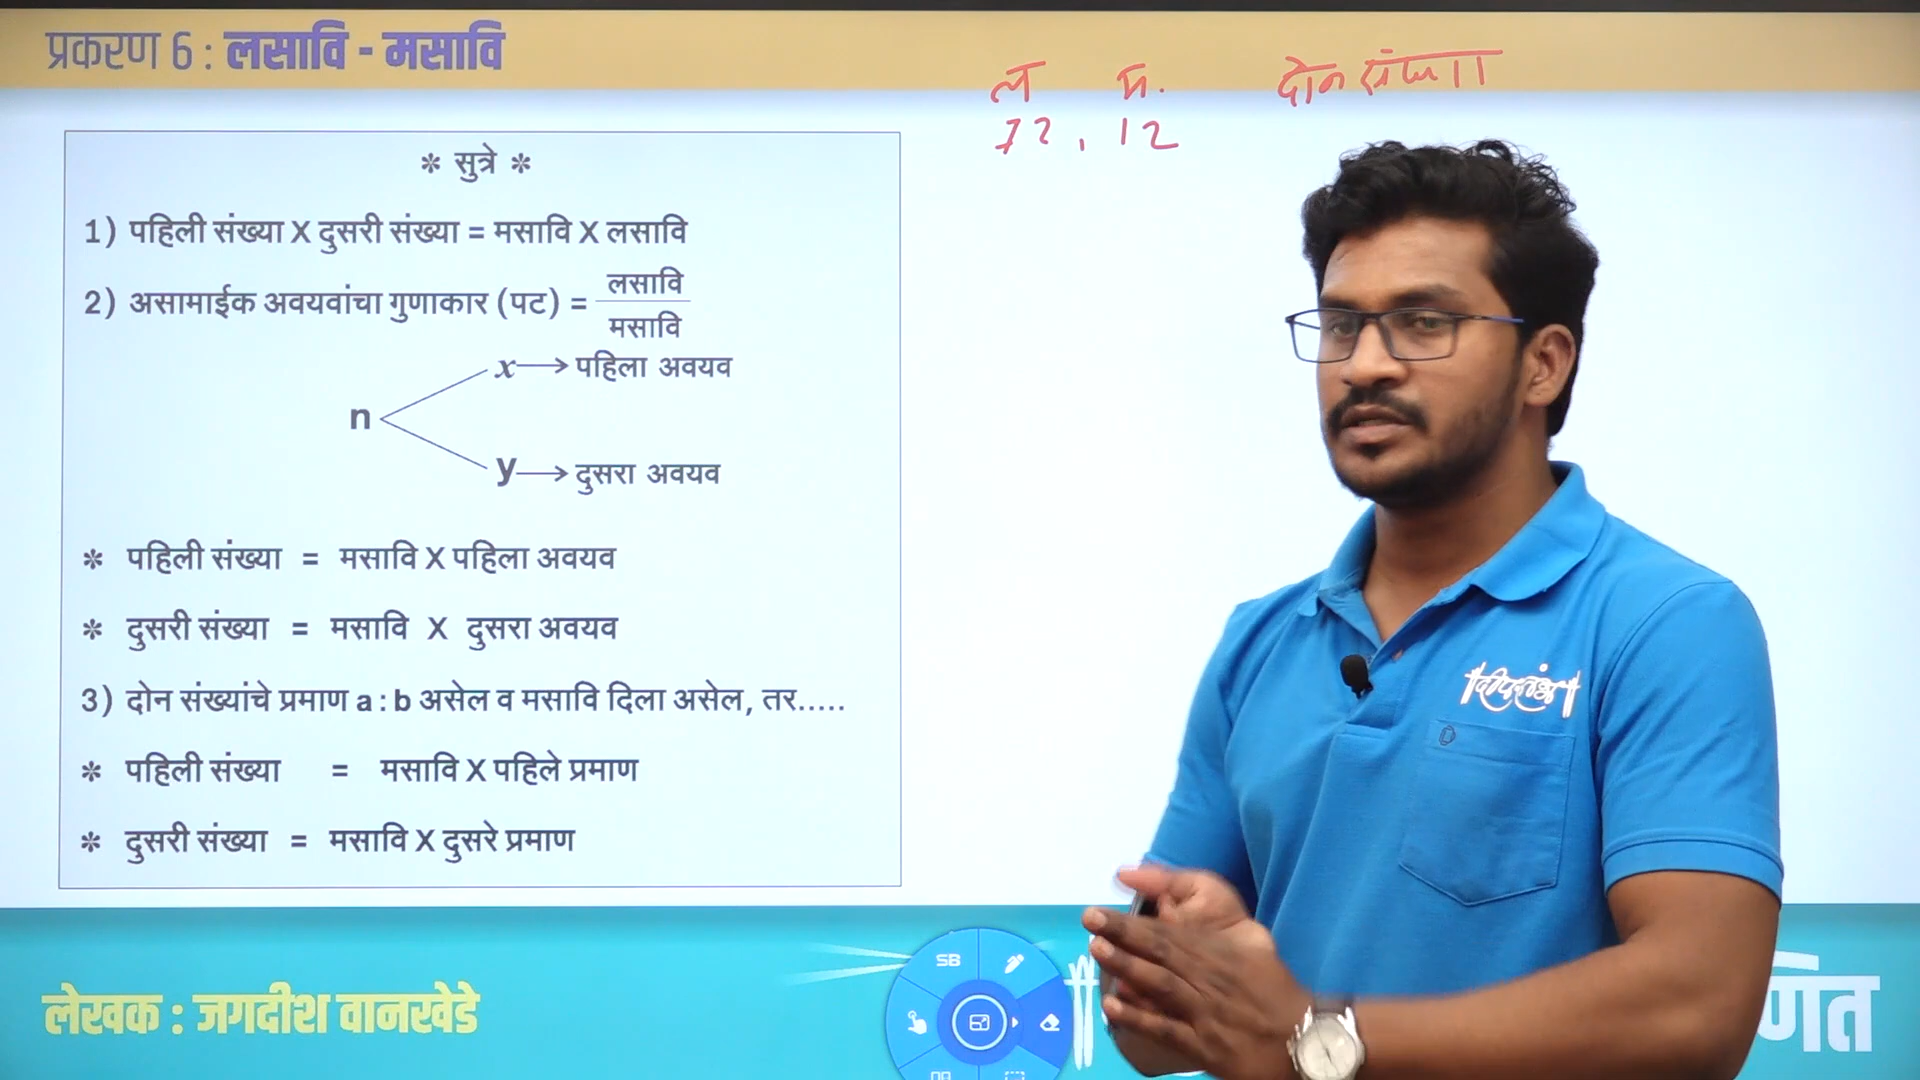 प्रकरण 6 : लसावि - मसावि
ल म. दोन संख्या
72 , 12
* सुत्रे *
1) पहिली संख्या X दुसरी संख्या = मसावि X लसावि
2) असामाईक अवयवांचा गुणाकार (पट) = लसावि
मसावि
x → पहिला अवयव
n
y → दुसरा अवयव
* पहिली संख्या = मसावि X पहिला अवयव
* दुसरी संख्या = मसावि X दुसरा अवयव
3) दोन संख्यांचे प्रमाण a : b असेल व मसावि दिला असेल, तर.....
* पहिली संख्या = मसावि X पहिले प्रमाण
* दुसरी संख्या = मसावि X दुसरे प्रमाण
SB
लेखक : जगदीश वानखेडे